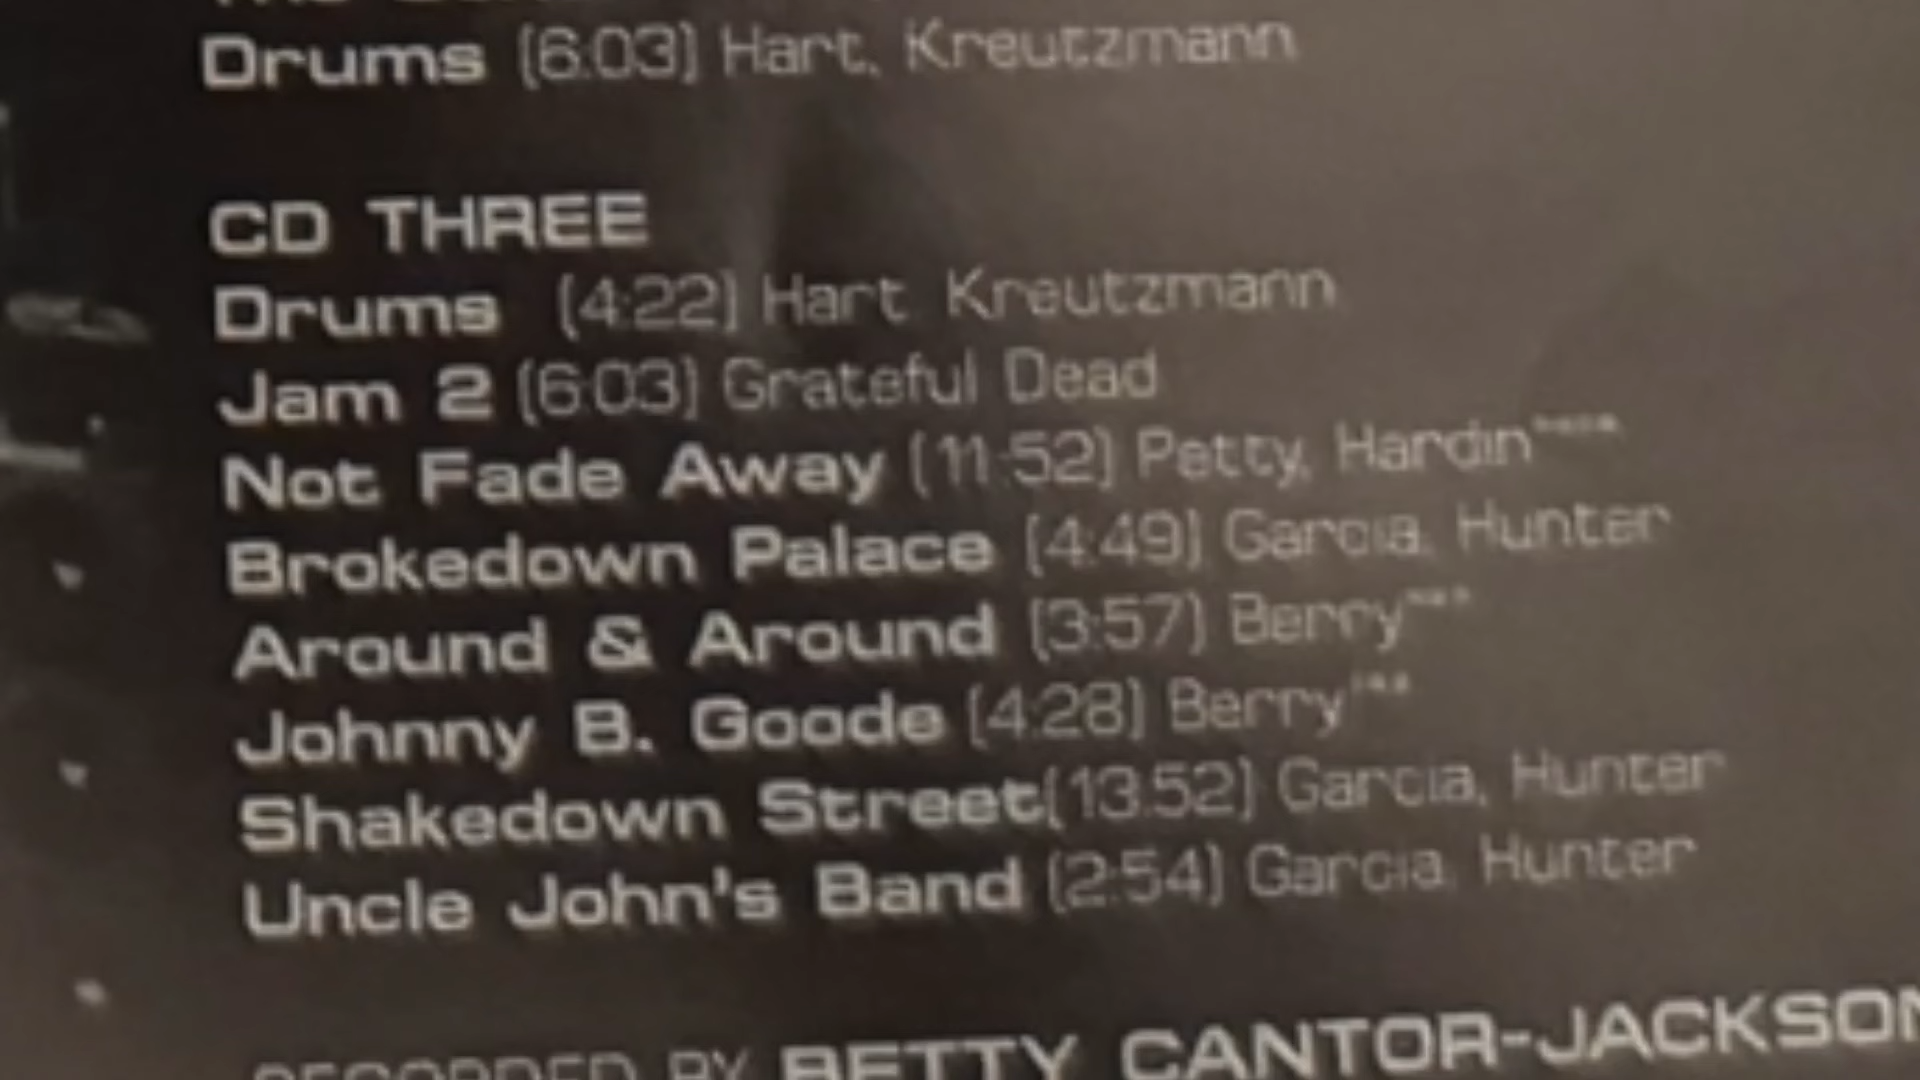 Drums (6:03) Hart, Kreutzmann
CD THREE
Drums (4:22) Hart Kreutzmann
Jam 2 (6:03) Grateful Dead
Not Fade Away (11:52) Petty, Hardin
Brokedown Palace (4:49) Garcia, Hunter
Around & Around (3:57) Berry
Johnny B. Goode (4:28) Berry
Shakedown Street(13:52) Garcia, Hunter
Uncle John's Band (2:54) Garcia, Hunter
RECORDED BY BETTY CANTOR-JACKSON